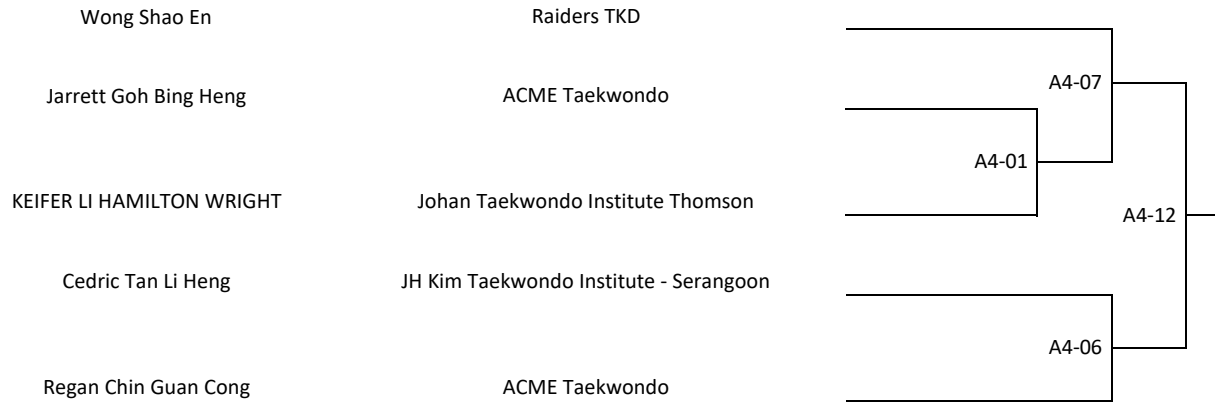 Wong Shao En Raiders TKD
A4-07
Jarrett Goh Bing Heng ACME Taekwondo
A4-01
KEIFER LI HAMILTON WRIGHT Johan Taekwondo Institute Thomson
A4-12
Cedric Tan Li Heng JH Kim Taekwondo Institute - Serangoon
A4-06
Regan Chin Guan Cong ACME Taekwondo